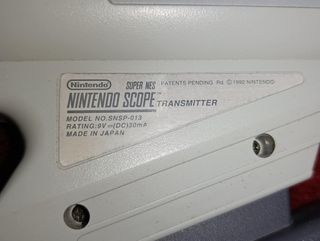 Nintendo SUPER NES PATENTS PENDING Rd © 1992 NINTENDO
NINTENDO SCOPE TRANSMITTER
MODEL NO. SNSP-013
RATING: 9V⎓(DC)30mA
MADE IN JAPAN